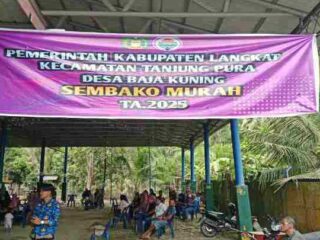 PEMERINTAH KABUPATEN LANGKAT
KECAMATAN TANJUNG PURA
DESA BAJA KUNING
SEMBAKO MURAH
TA.2025